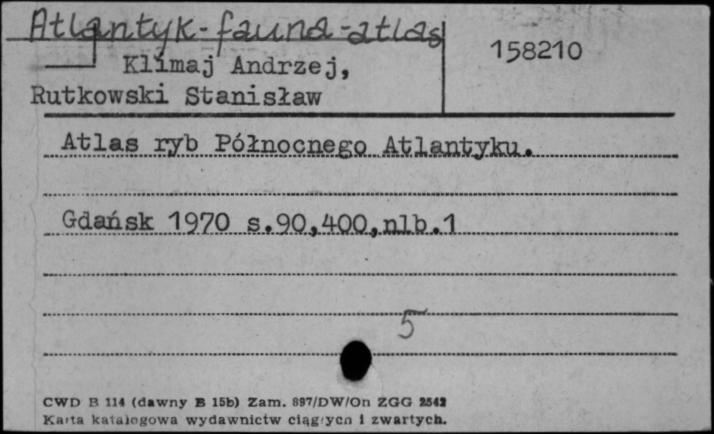 Atlantyk-fauna-atlas
158210
Klimaj Andrzej,
Rutkowski Stanisław
Atlas ryb Północnego Atlantyku.
Gdańsk 1970 s.90,400,nlb.1
5
CWD B 114 (dawny B 15b) Zam. 897/DW/On ZGG 2542
Karta katalogowa wydawnictw ciągłych i zwartych.